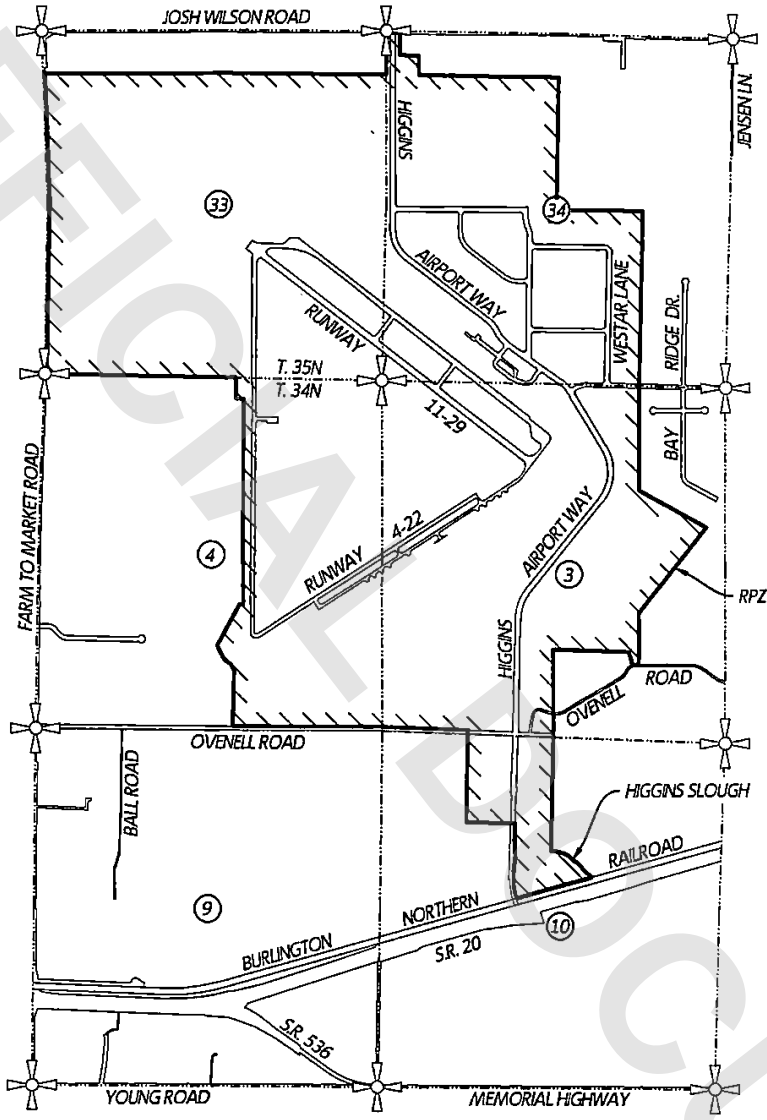 JOSH WILSON ROAD
HIGGINS
JENSEN LN.
33
34
AIRPORT WAY
WESTAR LANE
RIDGE DR.
RUNWAY
T. 35N
T. 34N
11-29
BAY
FARM TO MARKET ROAD
4
RUNWAY 4-22
AIRPORT WAY
3
RPZ
HIGGINS
OVENELL ROAD
OVENELL ROAD
BALL ROAD
HIGGINS SLOUGH
9
BURLINGTON NORTHERN RAILROAD
10
S.R. 20
S.R. 536
YOUNG ROAD
MEMORIAL HIGHWAY
FFICIAL DOC